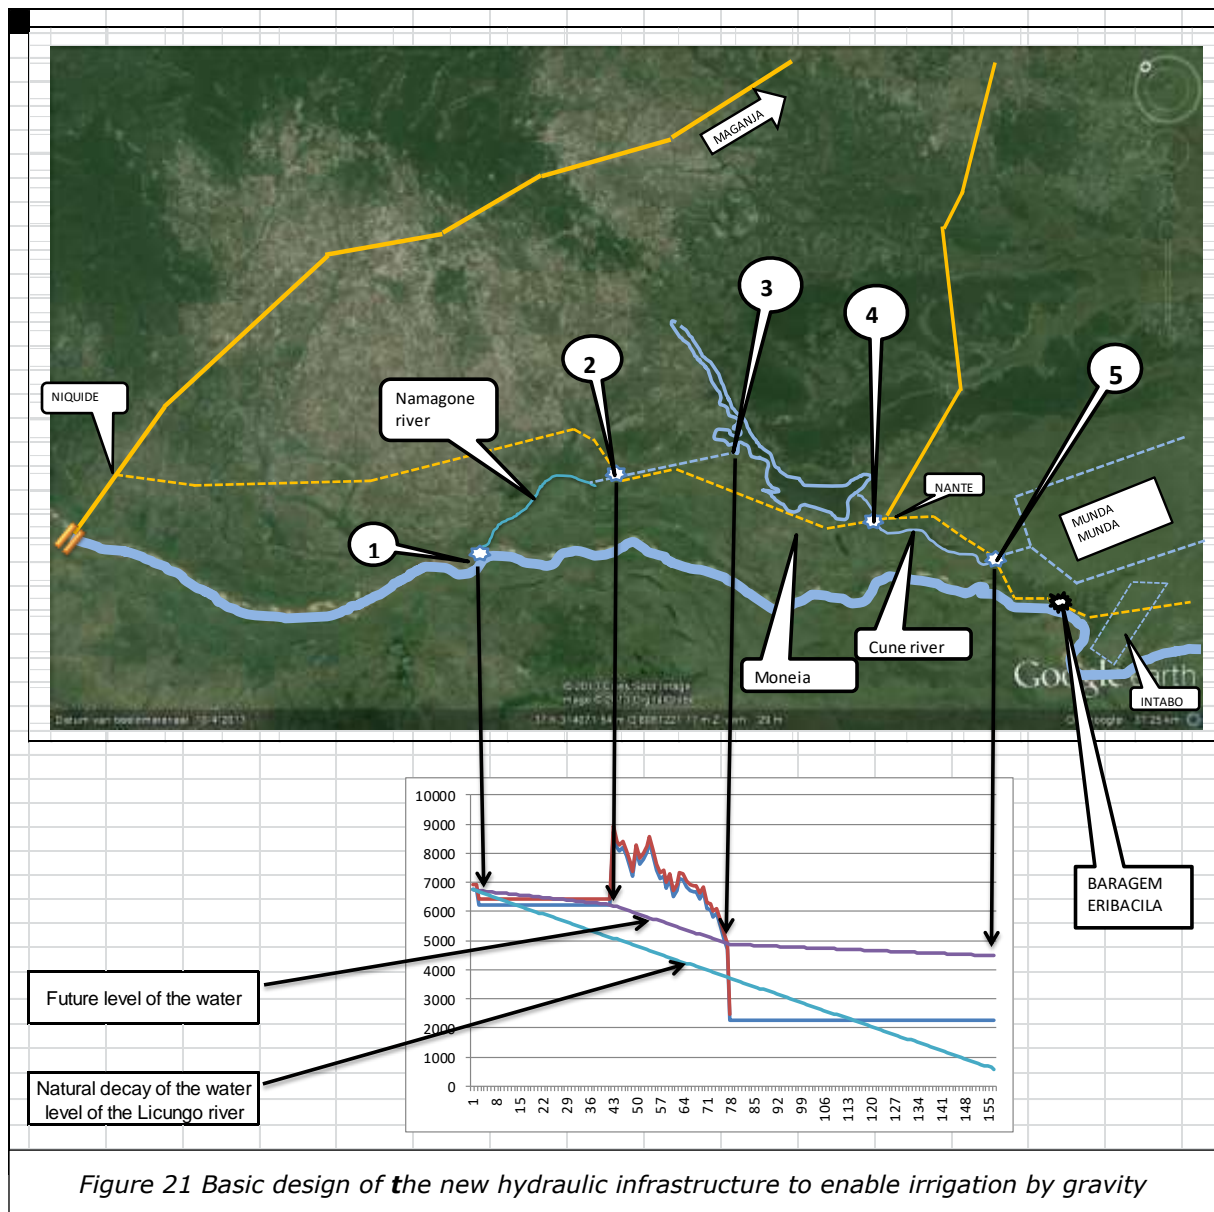 MAGANJA
3
4
2
5
NIQUIDE
Namagone
river
NANTE
MUNDA
MUNDA
1
Cune river
Moneia
Google earth
INTABO
10000
9000
8000
7000
6000
5000
4000
3000
2000
1000
0
1 8 15 22 29 36 43 50 57 64 71 78 85 92 99 106 113 120 127 134 141 148 155
BARAGEM
ERIBACILA
Future level of the water
Natural decay of the water
level of the Licungo river
Figure 21 Basic design of the new hydraulic infrastructure to enable irrigation by gravity